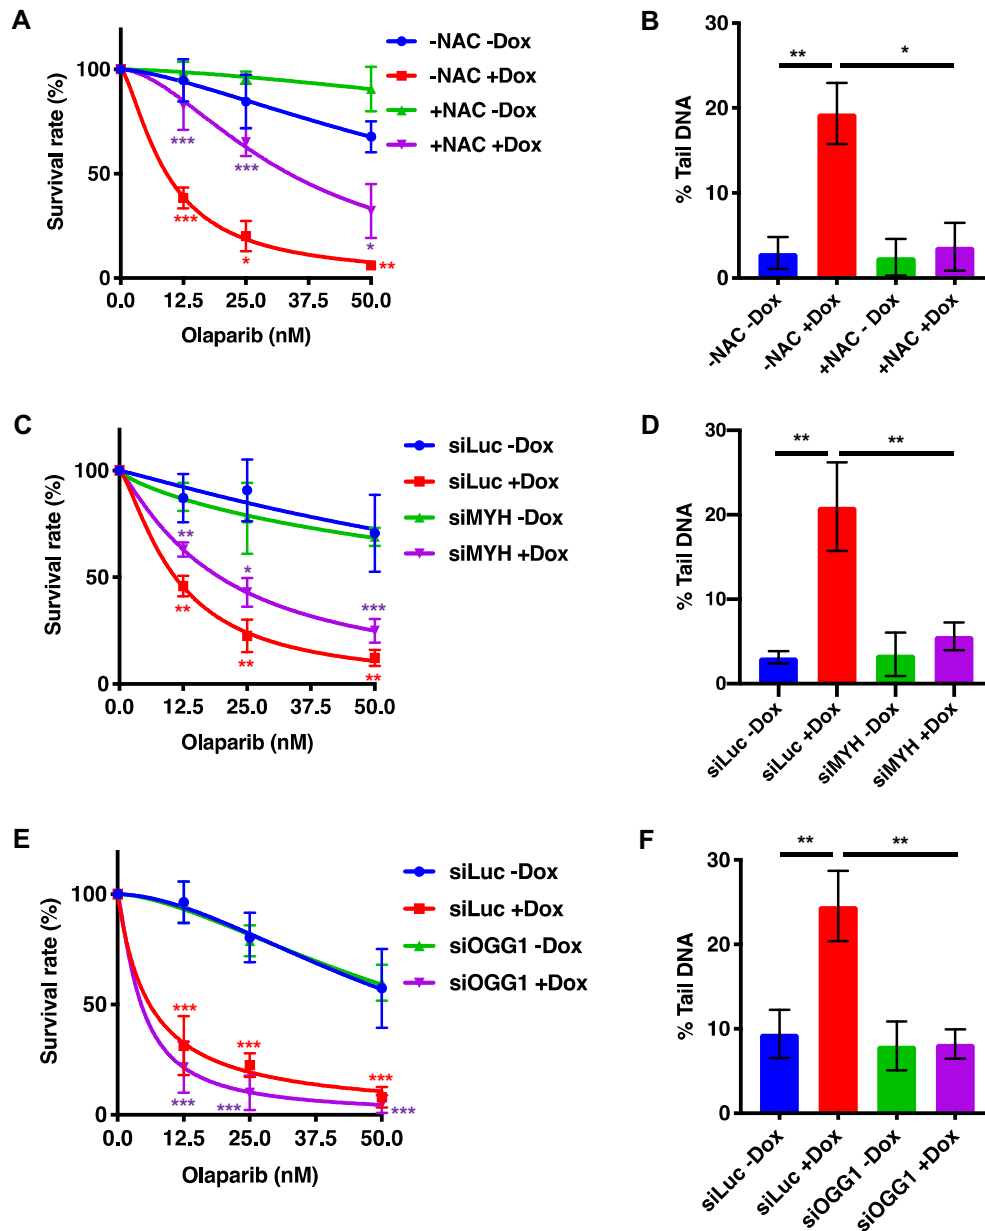 A
-NAC -Dox
-NAC +Dox
+NAC -Dox
+NAC +Dox
Survival rate (%)
100
50
0
***
***
***
*
*
**
0.0 12.5 25.0 37.5 50.0
Olaparib (nM)
B
** *
% Tail DNA
30
20
10
0
-NAC -Dox
-NAC +Dox
+NAC - Dox
+NAC +Dox
C
siLuc -Dox
siLuc +Dox
siMYH -Dox
siMYH +Dox
Survival rate (%)
100
50
0
**
**
*
**
***
**
0.0 12.5 25.0 37.5 50.0
Olaparib (nM)
D
** **
% Tail DNA
30
20
10
0
siLuc -Dox
siLuc +Dox
siMYH -Dox
siMYH +Dox
E
siLuc -Dox
siLuc +Dox
siOGG1 -Dox
siOGG1 +Dox
Survival rate (%)
100
50
0
***
***
***
***
***
***
0.0 12.5 25.0 37.5 50.0
Olaparib (nM)
F
** **
% Tail DNA
30
20
10
0
siLuc -Dox
siLuc +Dox
siOGG1 -Dox
siOGG1 +Dox